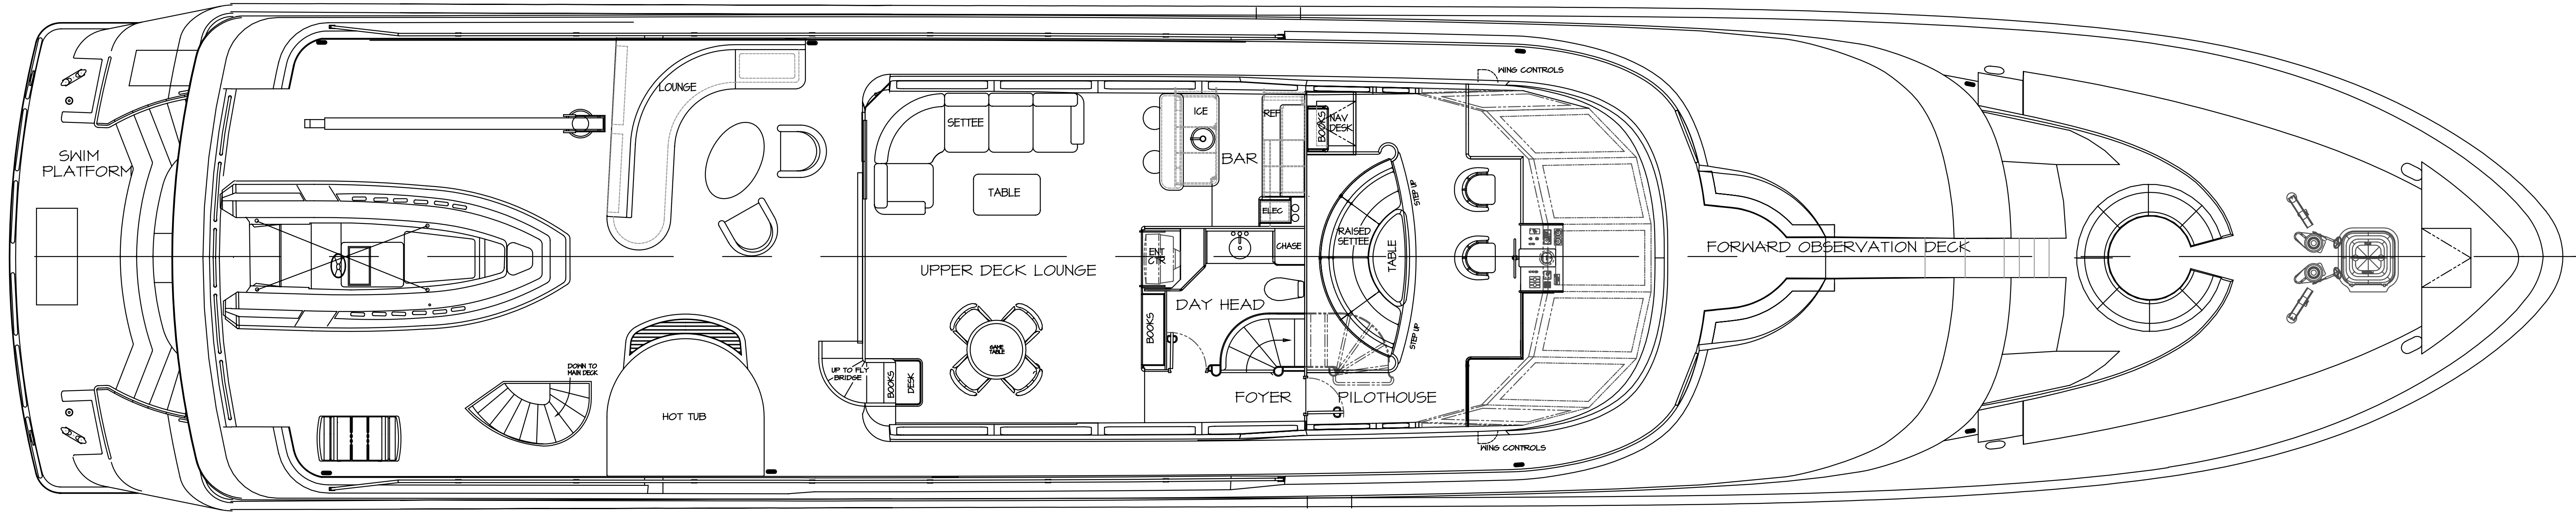 SWIM
PLATFORM
LOUNGE
DOWN TO
MAIN DECK
HOT TUB
UP TO FLY
BRIDGE
BOOKS
DESK
SETTEE
TABLE
UPPER DECK LOUNGE
GAME
TABLE
ICE
REF
BAR
ELEC
ENT
CTR
CHASE
DAY HEAD
BOOKS
FOYER
BOOKS
NAV
DESK
RAISED
SETTEE
TABLE
STEP UP
STEP UP
PILOTHOUSE
WING CONTROLS
WING CONTROLS
FORWARD OBSERVATION DECK